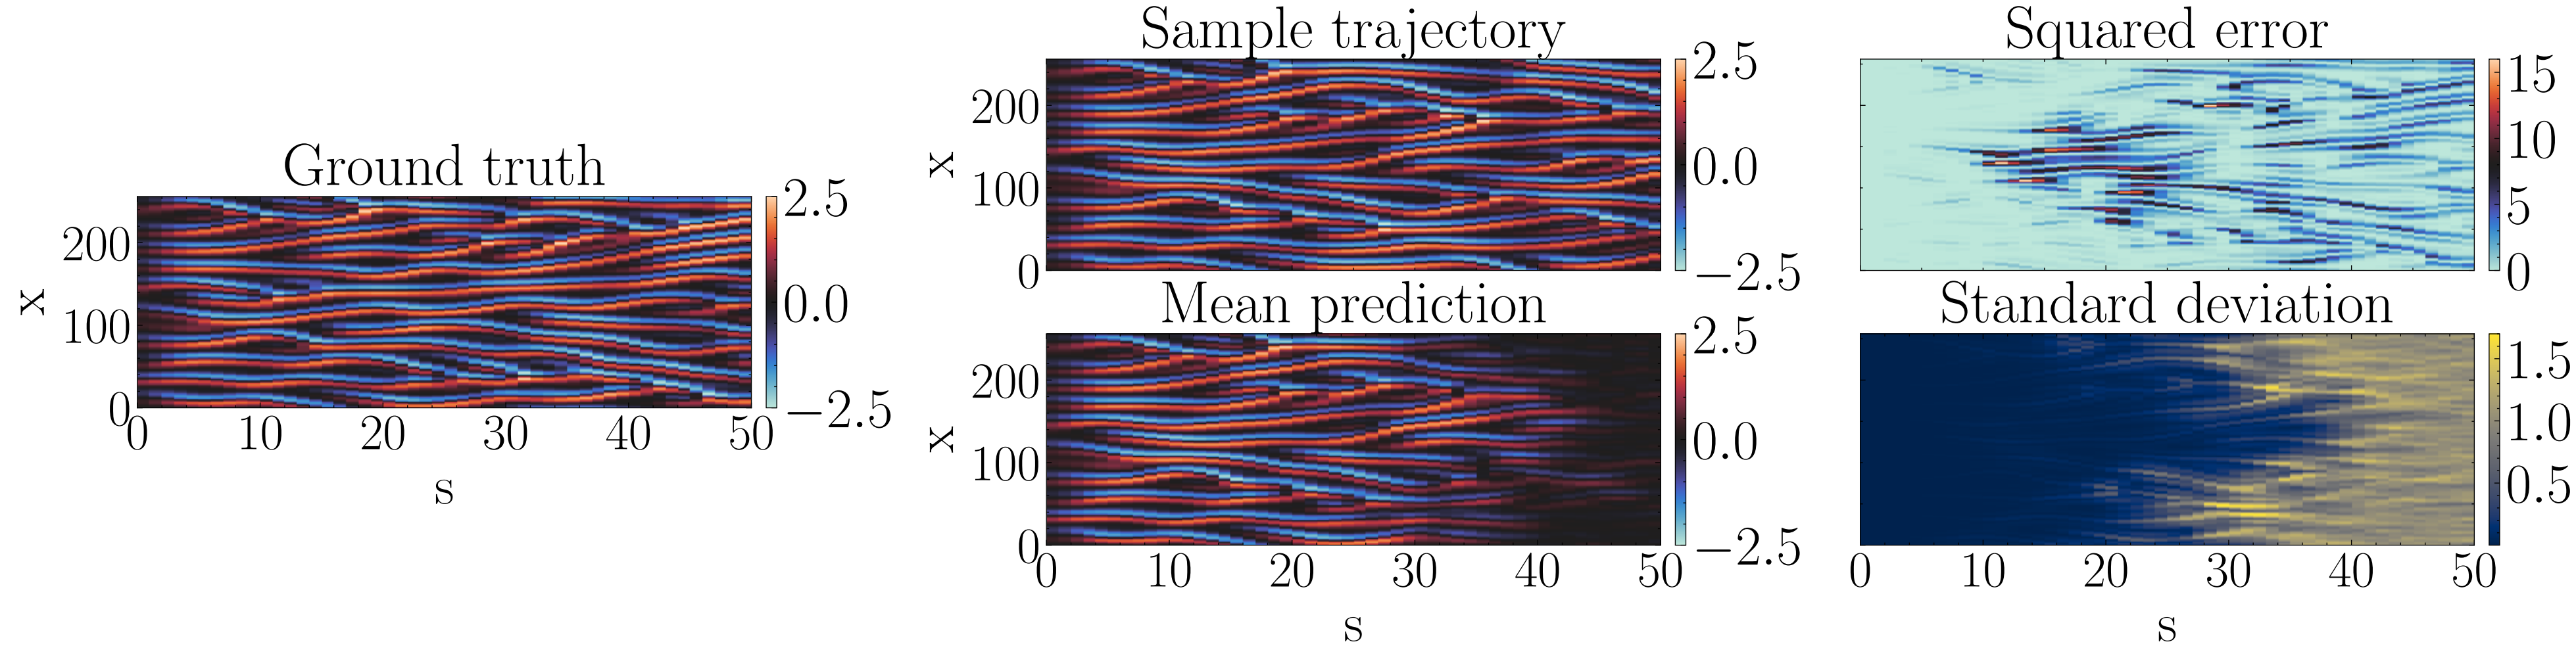 Ground truth
x
200
100
0
0 10 20 30 40 50
s
2.5
0.0
−2.5
Sample trajectory
x
200
100
0
2.5
0.0
−2.5
Mean prediction
x
200
100
0
0 10 20 30 40 50
s
2.5
0.0
−2.5
Squared error
15
10
5
0
Standard deviation
1.5
1.0
0.5
0 10 20 30 40 50
s